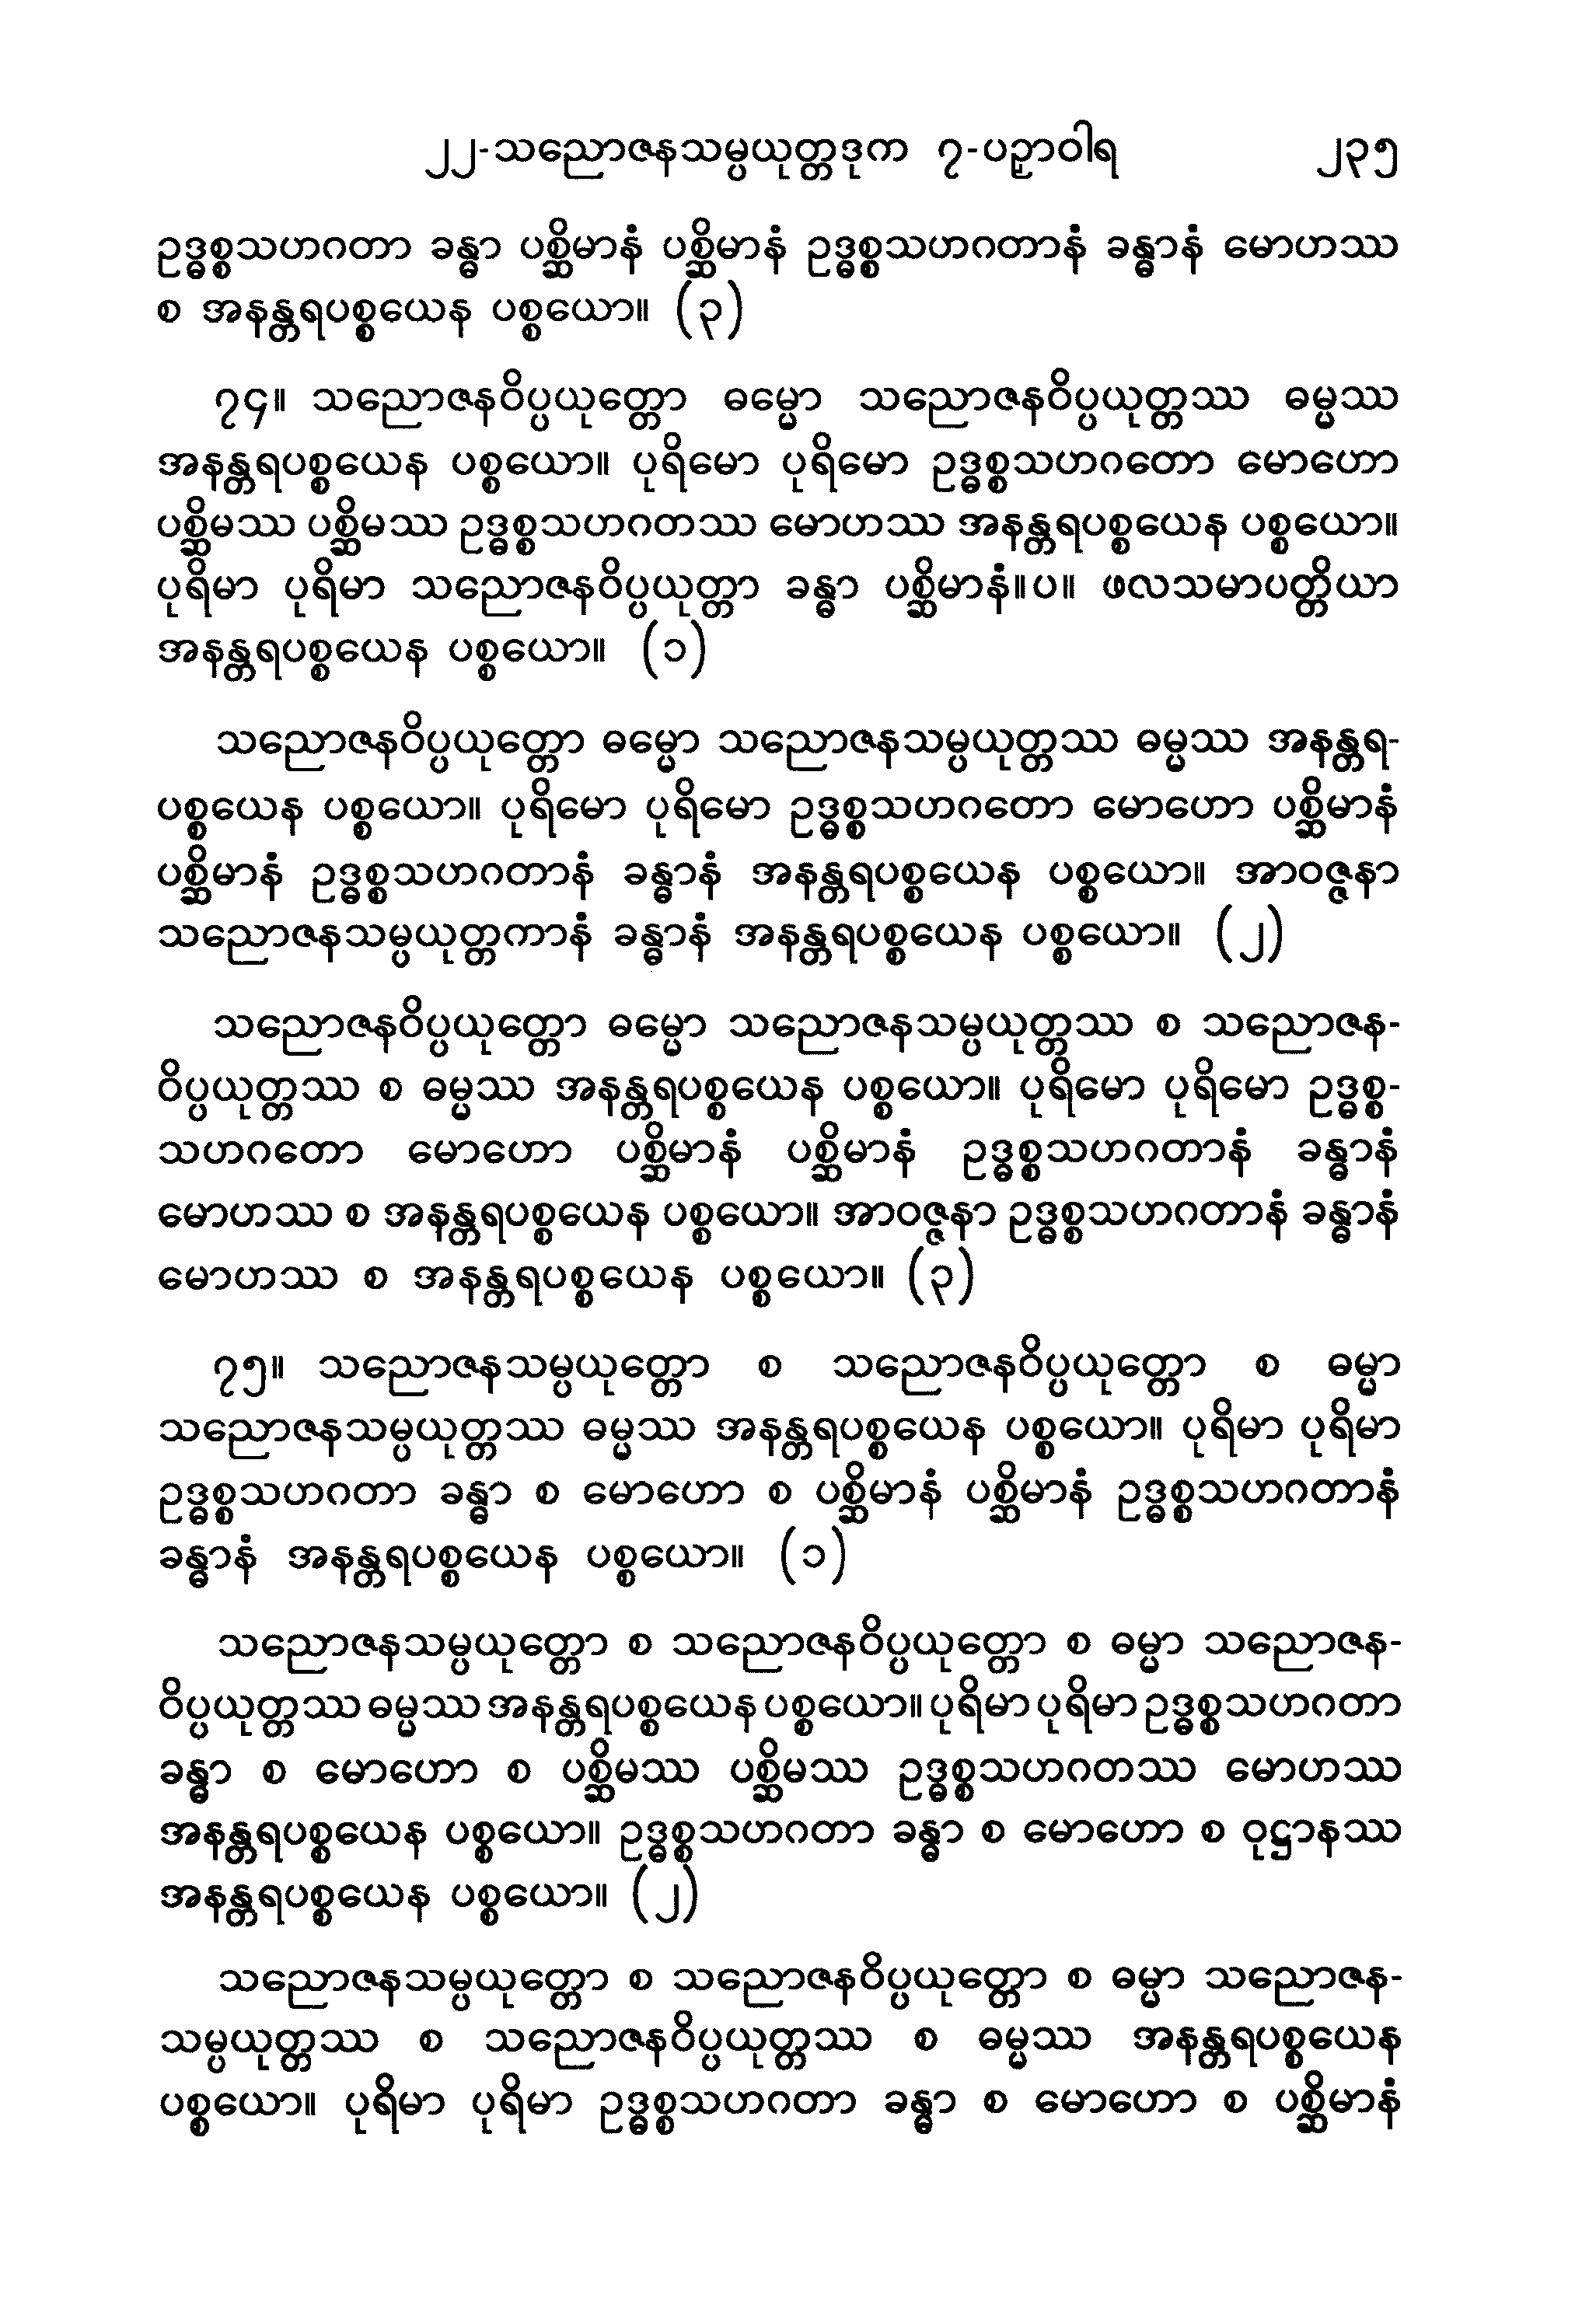 ၂၂-သညောဇနသမ္ပယုတ္တဒုက ၇-ပဉှာဝါရ ၂၃၅
ဥဒ္ဓစ္စသဟဂတာ ခန္ဓာ ပစ္ဆိမာနံ ပစ္ဆိမာနံ ဥဒ္ဓစ္စသဟဂတာနံ ခန္ဓာနံ မောဟဿ
စ အနန္တရပစ္စယေန ပစ္စယော။ (၃)
၇၄။ သညောဇနဝိပ္ပယုတ္တော ဓမ္မော သညောဇနဝိပ္ပယုတ္တဿ ဓမ္မဿ
အနန္တရပစ္စယေန ပစ္စယော။ ပုရိမော ပုရိမော ဥဒ္ဓစ္စသဟဂတော မောဟော
ပစ္ဆိမဿ ပစ္ဆိမဿ ဥဒ္ဓစ္စသဟဂတဿ မောဟဿ အနန္တရပစ္စယေန ပစ္စယော။
ပုရိမာ ပုရိမာ သညောဇနဝိပ္ပယုတ္တာ ခန္ဓာ ပစ္ဆိမာနံ။ပ။ ဖလသမာပတ္တိယာ
အနန္တရပစ္စယေန ပစ္စယော။ (၁)
သညောဇနဝိပ္ပယုတ္တော ဓမ္မော သညောဇနသမ္ပယုတ္တဿ ဓမ္မဿ အနန္တရ-
ပစ္စယေန ပစ္စယော။ ပုရိမော ပုရိမော ဥဒ္ဓစ္စသဟဂတော မောဟော ပစ္ဆိမာနံ
ပစ္ဆိမာနံ ဥဒ္ဓစ္စသဟဂတာနံ ခန္ဓာနံ အနန္တရပစ္စယေန ပစ္စယော။ အာဝဇ္ဇနာ
သညောဇနသမ္ပယုတ္တကာနံ ခန္ဓာနံ အနန္တရပစ္စယေန ပစ္စယော။ (၂)
သညောဇနဝိပ္ပယုတ္တော ဓမ္မော သညောဇနသမ္ပယုတ္တဿ စ သညောဇန-
ဝိပ္ပယုတ္တဿ စ ဓမ္မဿ အနန္တရပစ္စယေန ပစ္စယော။ ပုရိမော ပုရိမော ဥဒ္ဓစ္စ-
သဟဂတော မောဟော ပစ္ဆိမာနံ ပစ္ဆိမာနံ ဥဒ္ဓစ္စသဟဂတာနံ ခန္ဓာနံ
မောဟဿ စ အနန္တရပစ္စယေန ပစ္စယော။ အာဝဇ္ဇနာ ဥဒ္ဓစ္စသဟဂတာနံ ခန္ဓာနံ
မောဟဿ စ အနန္တရပစ္စယေန ပစ္စယော။ (၃)
၇၅။ သညောဇနသမ္ပယုတ္တော စ သညောဇနဝိပ္ပယုတ္တော စ ဓမ္မာ
သညောဇနသမ္ပယုတ္တဿ ဓမ္မဿ အနန္တရပစ္စယေန ပစ္စယော။ ပုရိမာ ပုရိမာ
ဥဒ္ဓစ္စသဟဂတာ ခန္ဓာ စ မောဟော စ ပစ္ဆိမာနံ ပစ္ဆိမာနံ ဥဒ္ဓစ္စသဟဂတာနံ
ခန္ဓာနံ အနန္တရပစ္စယေန ပစ္စယော။ (၁)
သညောဇနသမ္ပယုတ္တော စ သညောဇနဝိပ္ပယုတ္တော စ ဓမ္မာ သညောဇန-
ဝိပ္ပယုတ္တဿ ဓမ္မဿ အနန္တရပစ္စယေန ပစ္စယော။ ပုရိမာ ပုရိမာ ဥဒ္ဓစ္စသဟဂတာ
ခန္ဓာ စ မောဟော စ ပစ္ဆိမဿ ပစ္ဆိမဿ ဥဒ္ဓစ္စသဟဂတဿ မောဟဿ
အနန္တရပစ္စယေန ပစ္စယော။ ဥဒ္ဓစ္စသဟဂတာ ခန္ဓာ စ မောဟော စ ဝုဋ္ဌာနဿ
အနန္တရပစ္စယေန ပစ္စယော။ (၂)
သညောဇနသမ္ပယုတ္တော စ သညောဇနဝိပ္ပယုတ္တော စ ဓမ္မာ သညောဇန-
သမ္ပယုတ္တဿ စ သညောဇနဝိပ္ပယုတ္တဿ စ ဓမ္မဿ အနန္တရပစ္စယေန
ပစ္စယော။ ပုရိမာ ပုရိမာ ဥဒ္ဓစ္စသဟဂတာ ခန္ဓာ စ မောဟော စ ပစ္ဆိမာနံ